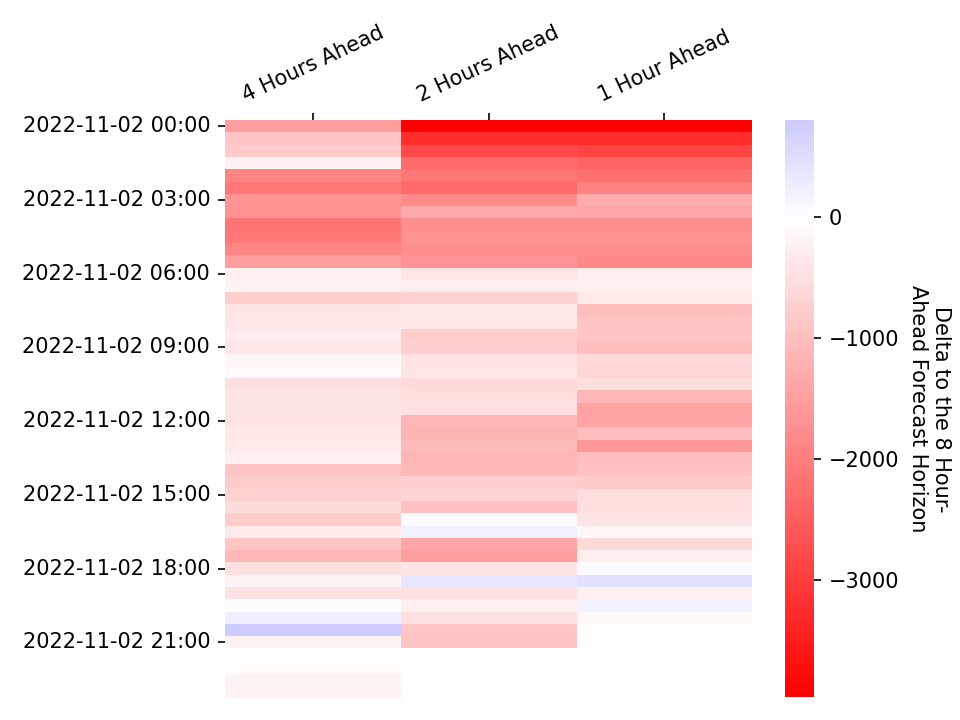 4 Hours Ahead
2 Hours Ahead
1 Hour Ahead
2022-11-02 00:00
2022-11-02 03:00
2022-11-02 06:00
2022-11-02 09:00
2022-11-02 12:00
2022-11-02 15:00
2022-11-02 18:00
2022-11-02 21:00
0
−1000
−2000
−3000
Delta to the 8 Hour-
Ahead Forecast Horizon